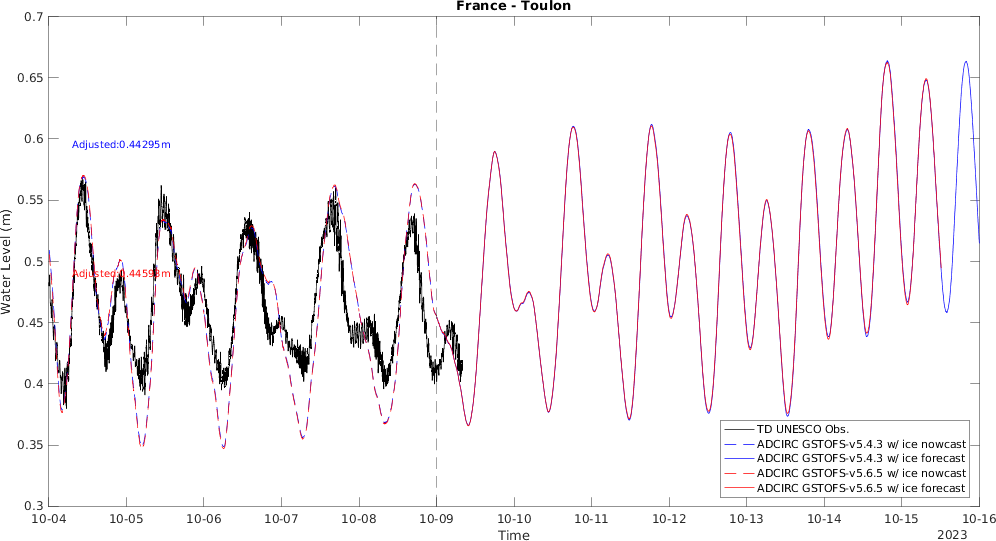 France - Toulon
0.7
0.65
0.6
0.55
0.5
0.45
0.4
0.35
0.3
Water Level (m)
Adjusted:0.44295m
Adjusted:0.44593m
TD UNESCO Obs.
ADCIRC GSTOFS-v5.4.3 w/ ice nowcast
ADCIRC GSTOFS-v5.4.3 w/ ice forecast
ADCIRC GSTOFS-v5.6.5 w/ ice nowcast
ADCIRC GSTOFS-v5.6.5 w/ ice forecast
10-04 10-05 10-06 10-07 10-08 10-09 10-10 10-11 10-12 10-13 10-14 10-15 10-16
Time
2023